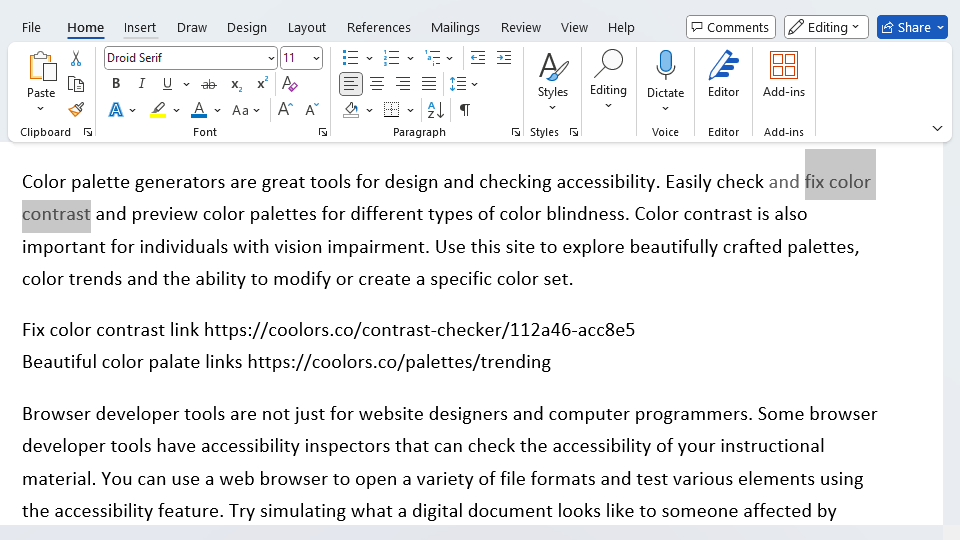 File Home Insert Draw Design Layout References Mailings Review View Help Comments Editing Share
Droid Serif 11
Paste Styles Editing Dictate Editor Add-ins
B I U ab x₂ x²
A A Aa A A A Z
Clipboard Font Paragraph Styles Voice Editor Add-ins
Color palette generators are great tools for design and checking accessibility. Easily check and fix color
contrast and preview color palettes for different types of color blindness. Color contrast is also
important for individuals with vision impairment. Use this site to explore beautifully crafted palettes,
color trends and the ability to modify or create a specific color set.
Fix color contrast link https://coolors.co/contrast-checker/112a46-acc8e5
Beautiful color palate links https://coolors.co/palettes/trending
Browser developer tools are not just for website designers and computer programmers. Some browser
developer tools have accessibility inspectors that can check the accessibility of your instructional
material. You can use a web browser to open a variety of file formats and test various elements using
the accessibility feature. Try simulating what a digital document looks like to someone affected by